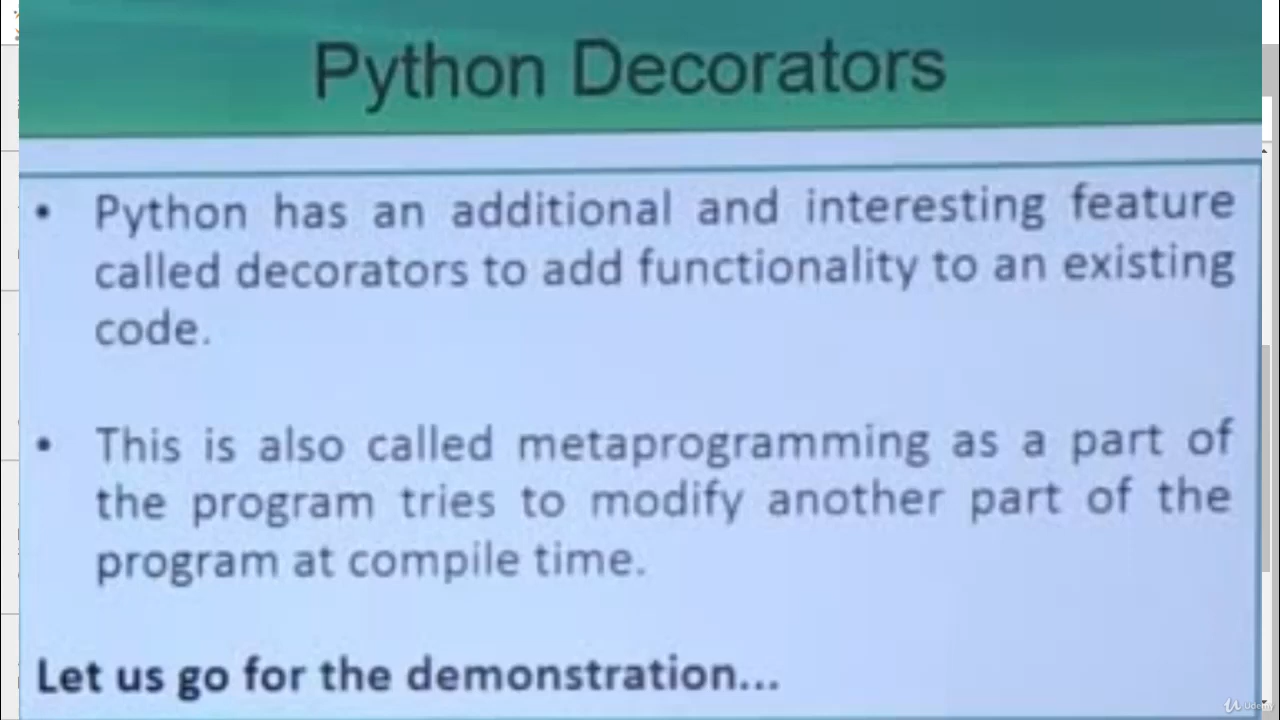 Python Decorators
• Python has an additional and interesting feature
called decorators to add functionality to an existing
code.
• This is also called metaprogramming as a part of
the program tries to modify another part of the
program at compile time.
Let us go for the demonstration...
Udemy